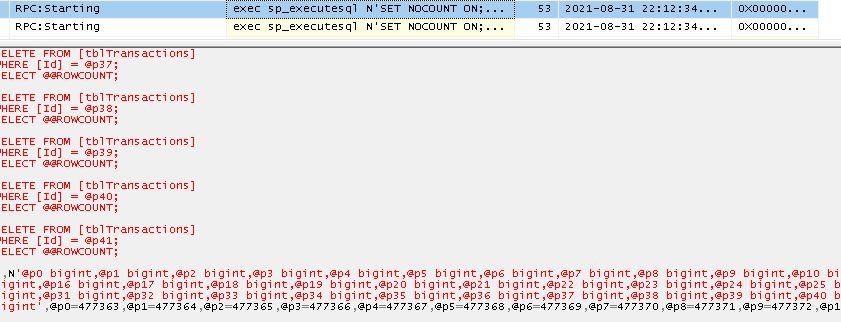 RPC:Starting exec sp_executesql N'SET NOCOUNT ON;... 53 2021-08-31 22:12:34... 0X00000...
RPC:Starting exec sp_executesql N'SET NOCOUNT ON;... 53 2021-08-31 22:12:34... 0X00000...
ELETE FROM [tblTransactions]
HERE [Id] = @p37;
ELECT @@ROWCOUNT;
ELETE FROM [tblTransactions]
HERE [Id] = @p38;
ELECT @@ROWCOUNT;
ELETE FROM [tblTransactions]
HERE [Id] = @p39;
ELECT @@ROWCOUNT;
ELETE FROM [tblTransactions]
HERE [Id] = @p40;
ELECT @@ROWCOUNT;
ELETE FROM [tblTransactions]
HERE [Id] = @p41;
ELECT @@ROWCOUNT;
,N'@p0 bigint,@p1 bigint,@p2 bigint,@p3 bigint,@p4 bigint,@p5 bigint,@p6 bigint,@p7 bigint,@p8 bigint,@p9 bigint,@p10 bi
igint,@p16 bigint,@p17 bigint,@p18 bigint,@p19 bigint,@p20 bigint,@p21 bigint,@p22 bigint,@p23 bigint,@p24 bigint,@p25 b
igint,@p31 bigint,@p32 bigint,@p33 bigint,@p34 bigint,@p35 bigint,@p36 bigint,@p37 bigint,@p38 bigint,@p39 bigint,@p40 b
igint',@p0=477363,@p1=477364,@p2=477365,@p3=477366,@p4=477367,@p5=477368,@p6=477369,@p7=477370,@p8=477371,@p9=477372,@p1